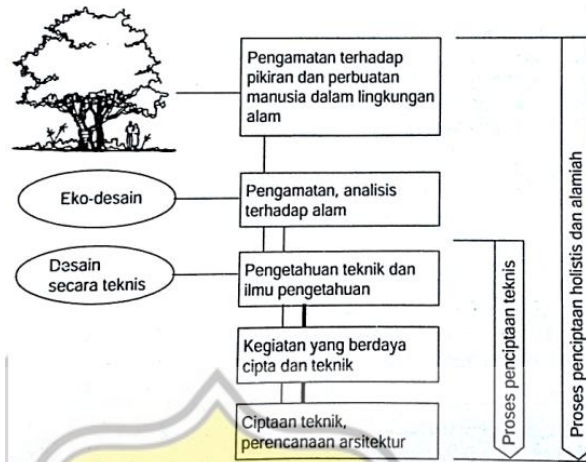 Pengamatan terhadap
pikiran dan perbuatan
manusia dalam lingkungan
alam
Eko-desain
Pengamatan, analisis
terhadap alam
Desain
secara teknis
Pengetahuan teknik dan
ilmu pengetahuan
Kegiatan yang berdaya
cipta dan teknik
Ciptaan teknik,
perencanaan arsitektur
Proses penciptaan teknis
Proses penciptaan holistis dan alamiah